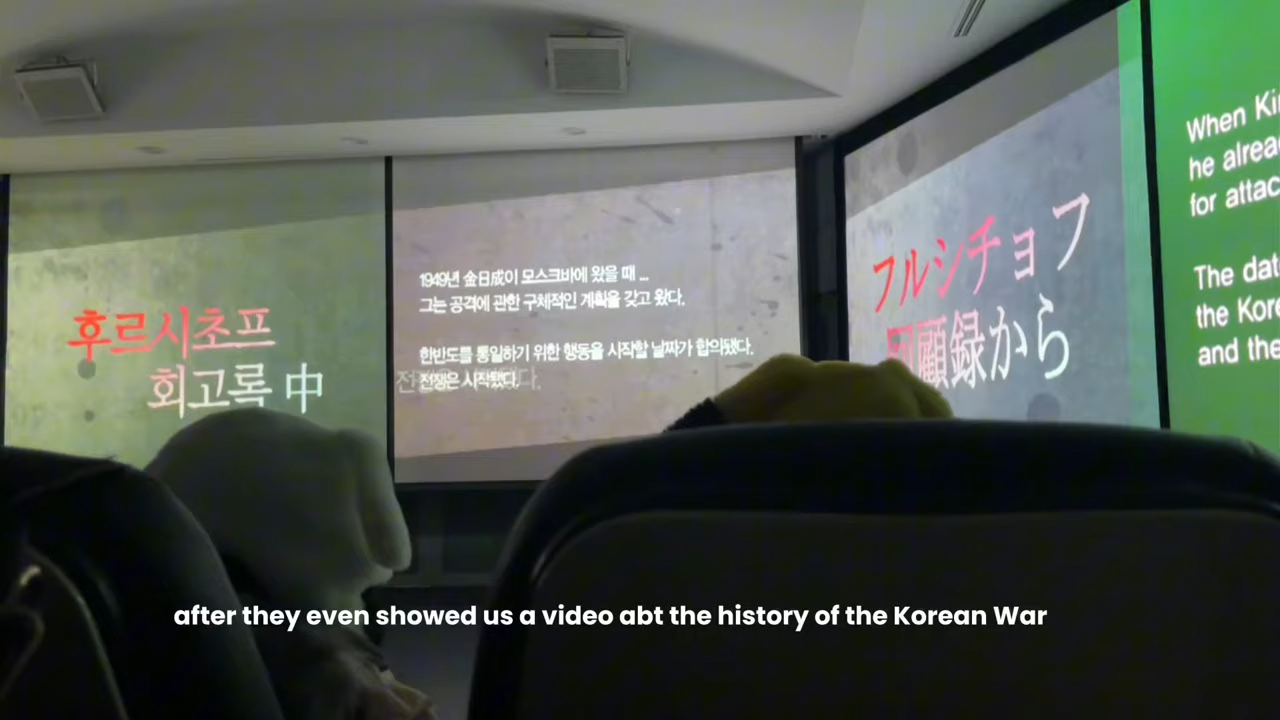 후르시초프
회고록 中
1949년 金日成이 모스크바에 왔을 때 ...
그는 공격에 관한 구체적인 계획을 갖고 왔다.
한반도를 통일하기 위한 행동을 시작할 날짜가 합의됐다.
전쟁은 시작됐다.
フルシチョフ
回顧録から
When
he
for
The
the
and the
after they even showed us a video abt the history of the Korean War